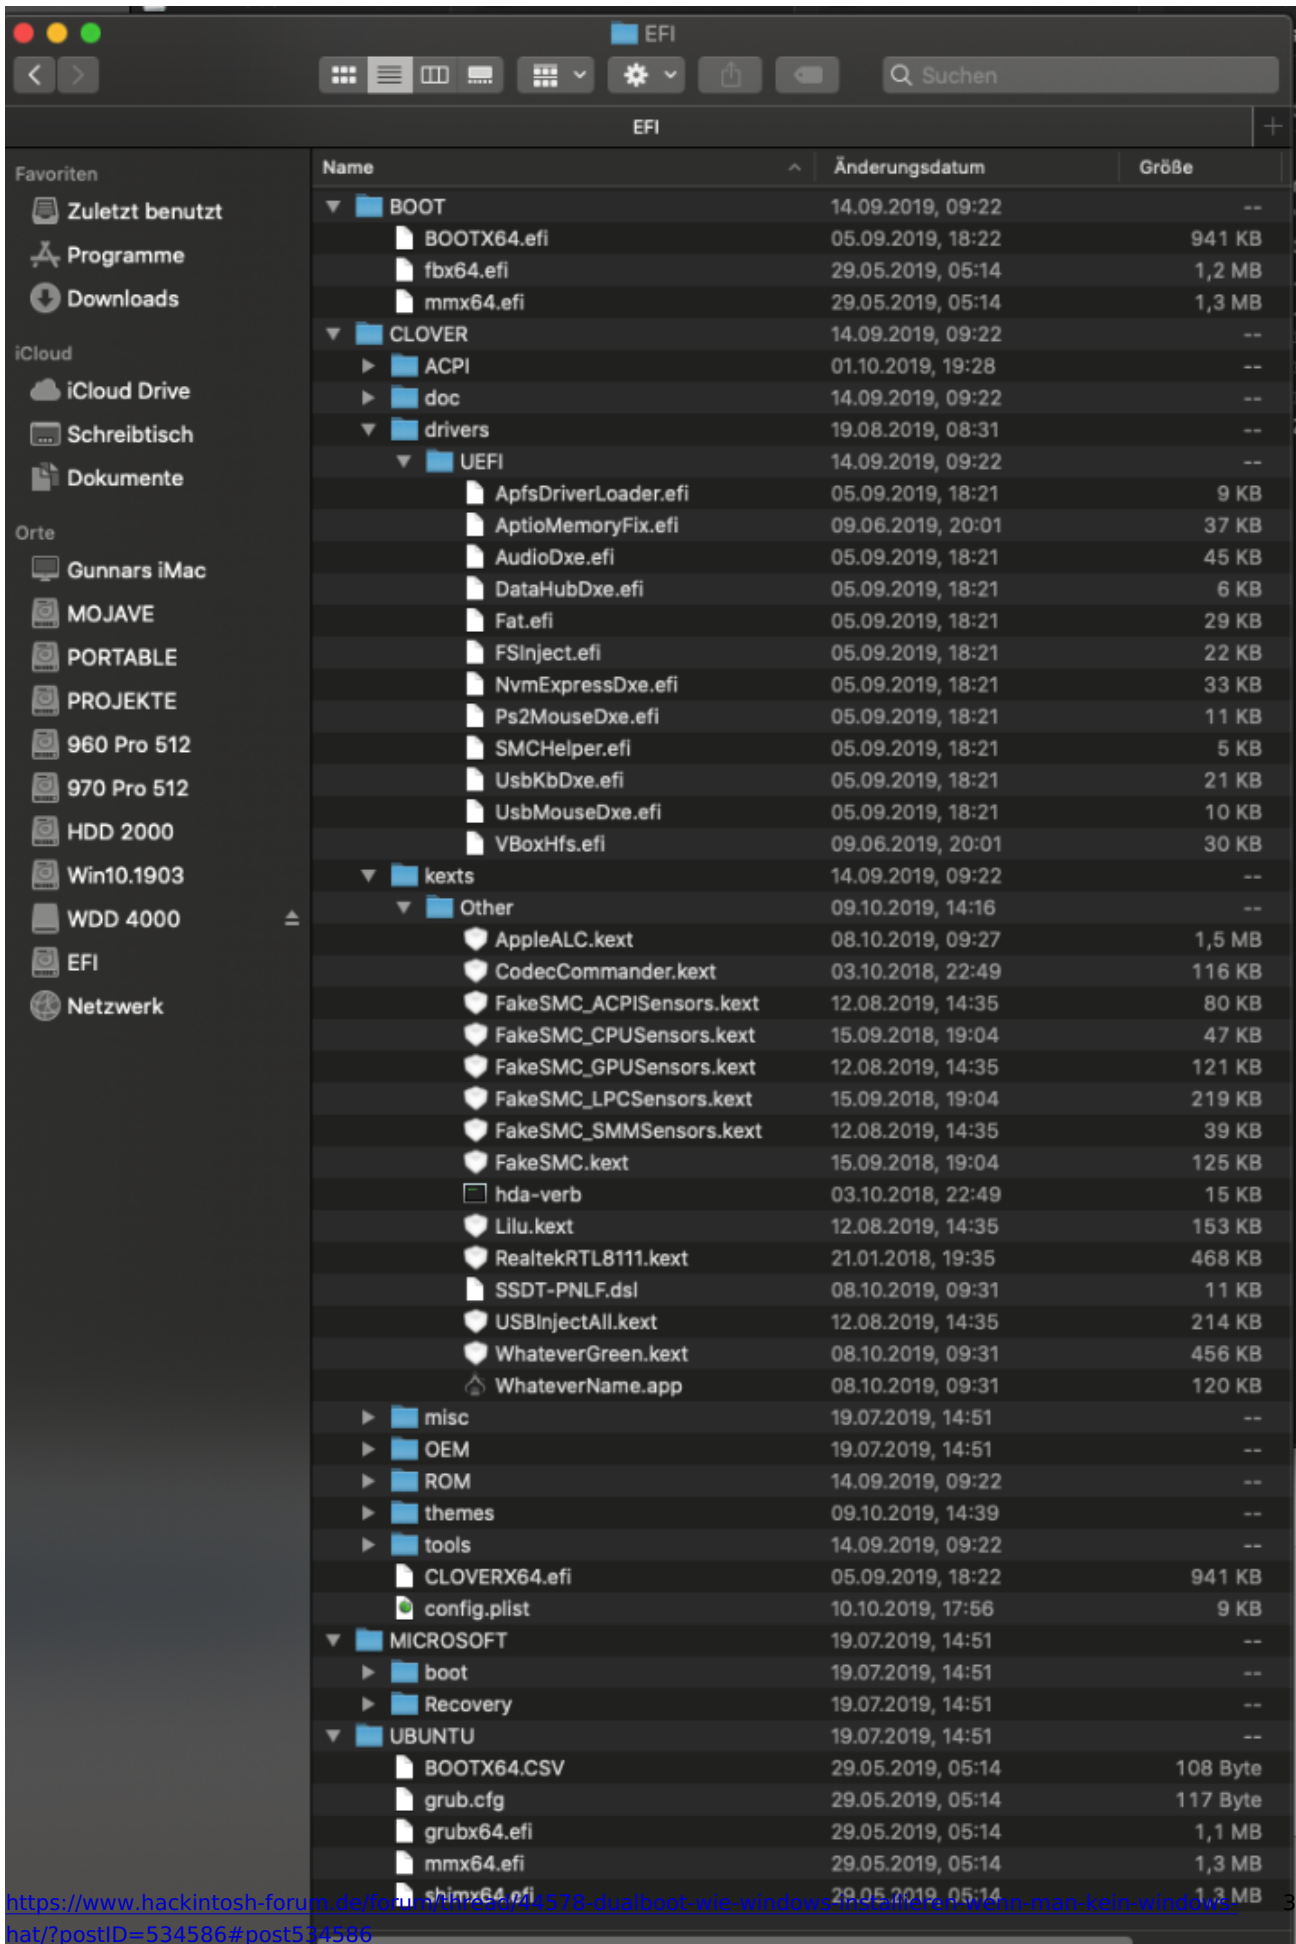 EFI
Suchen
EFI
Favoriten
Zuletzt benutzt
Programme
Downloads
iCloud
iCloud Drive
Schreibtisch
Dokumente
Orte
Gunnars iMac
MOJAVE
PORTABLE
PROJEKTE
960 Pro 512
970 Pro 512
HDD 2000
Win10.1903
WDD 4000
EFI
Netzwerk
Name Änderungsdatum Größe
BOOT 14.09.2019, 09:22 --
BOOTX64.efi 05.09.2019, 18:22 941 KB
fbx64.efi 29.05.2019, 05:14 1,2 MB
mmx64.efi 29.05.2019, 05:14 1,3 MB
CLOVER 14.09.2019, 09:22 --
ACPI 01.10.2019, 19:28 --
doc 14.09.2019, 09:22 --
drivers 19.08.2019, 08:31 --
UEFI 14.09.2019, 09:22 --
ApfsDriverLoader.efi 05.09.2019, 18:21 9 KB
AptioMemoryFix.efi 09.06.2019, 20:01 37 KB
AudioDxe.efi 05.09.2019, 18:21 45 KB
DataHubDxe.efi 05.09.2019, 18:21 6 KB
Fat.efi 05.09.2019, 18:21 29 KB
FSInject.efi 05.09.2019, 18:21 22 KB
NvmExpressDxe.efi 05.09.2019, 18:21 33 KB
Ps2MouseDxe.efi 05.09.2019, 18:21 11 KB
SMCHelper.efi 05.09.2019, 18:21 5 KB
UsbKbDxe.efi 05.09.2019, 18:21 21 KB
UsbMouseDxe.efi 05.09.2019, 18:21 10 KB
VBoxHfs.efi 09.06.2019, 20:01 30 KB
kexts 14.09.2019, 09:22 --
Other 09.10.2019, 14:16 --
AppleALC.kext 08.10.2019, 09:27 1,5 MB
CodecCommander.kext 03.10.2018, 22:49 116 KB
FakeSMC_ACPISensors.kext 12.08.2019, 14:35 80 KB
FakeSMC_CPUSensors.kext 15.09.2018, 19:04 47 KB
FakeSMC_GPUSensors.kext 12.08.2019, 14:35 121 KB
FakeSMC_LPCSensors.kext 15.09.2018, 19:04 219 KB
FakeSMC_SMMSensors.kext 12.08.2019, 14:35 39 KB
FakeSMC.kext 15.09.2018, 19:04 125 KB
hda-verb 03.10.2018, 22:49 15 KB
Lilu.kext 12.08.2019, 14:35 153 KB
RealtekRTL8111.kext 21.01.2018, 19:35 468 KB
SSDT-PNLF.dsl 08.10.2019, 09:31 11 KB
USBInjectAll.kext 12.08.2019, 14:35 214 KB
WhateverGreen.kext 08.10.2019, 09:31 456 KB
WhateverName.app 08.10.2019, 09:31 120 KB
misc 19.07.2019, 14:51 --
OEM 19.07.2019, 14:51 --
ROM 14.09.2019, 09:22 --
themes 09.10.2019, 14:39 --
tools 14.09.2019, 09:22 --
CLOVERX64.efi 05.09.2019, 18:22 941 KB
config.plist 10.10.2019, 17:56 9 KB
MICROSOFT 19.07.2019, 14:51 --
boot 19.07.2019, 14:51 --
Recovery 19.07.2019, 14:51 --
UBUNTU 19.07.2019, 14:51 --
BOOTX64.CSV 29.05.2019, 05:14 108 Byte
grub.cfg 29.05.2019, 05:14 117 Byte
grubx64.efi 29.05.2019, 05:14 1,1 MB
mmx64.efi 29.05.2019, 05:14 1,3 MB
shimx64.efi 29.05.2019, 05:14 1,3 MB
https://www.hackintosh-forum.de/forum/thread/44578-dualboot-wie-windows-installieren-wenn-man-kein-windows- 3
hat/?postID=534586#post534586